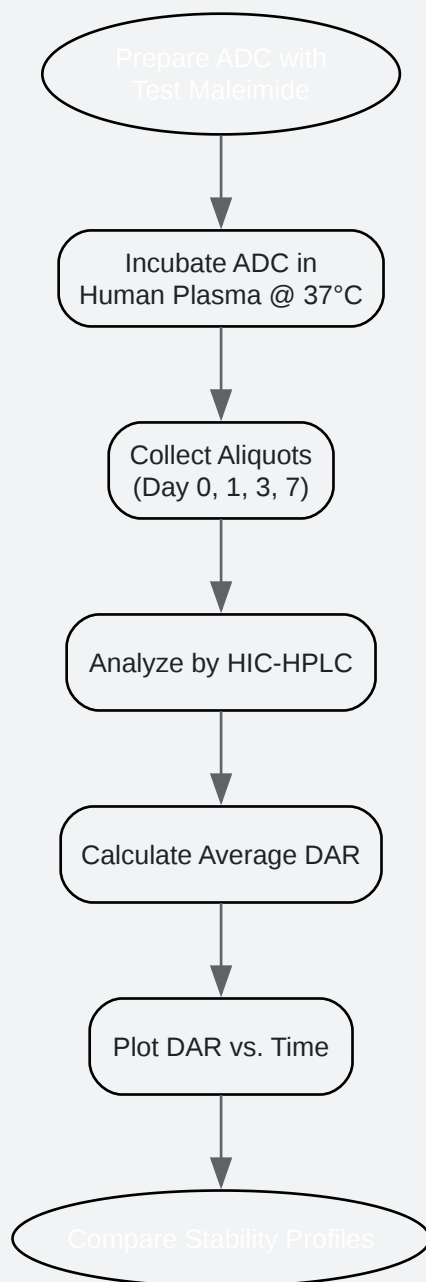 Prepare ADC with
Test Maleimide
Incubate ADC in
Human Plasma @ 37°C
Collect Aliquots
(Day 0, 1, 3, 7)
Analyze by HIC-HPLC
Calculate Average DAR
Plot DAR vs. Time
Compare Stability Profiles